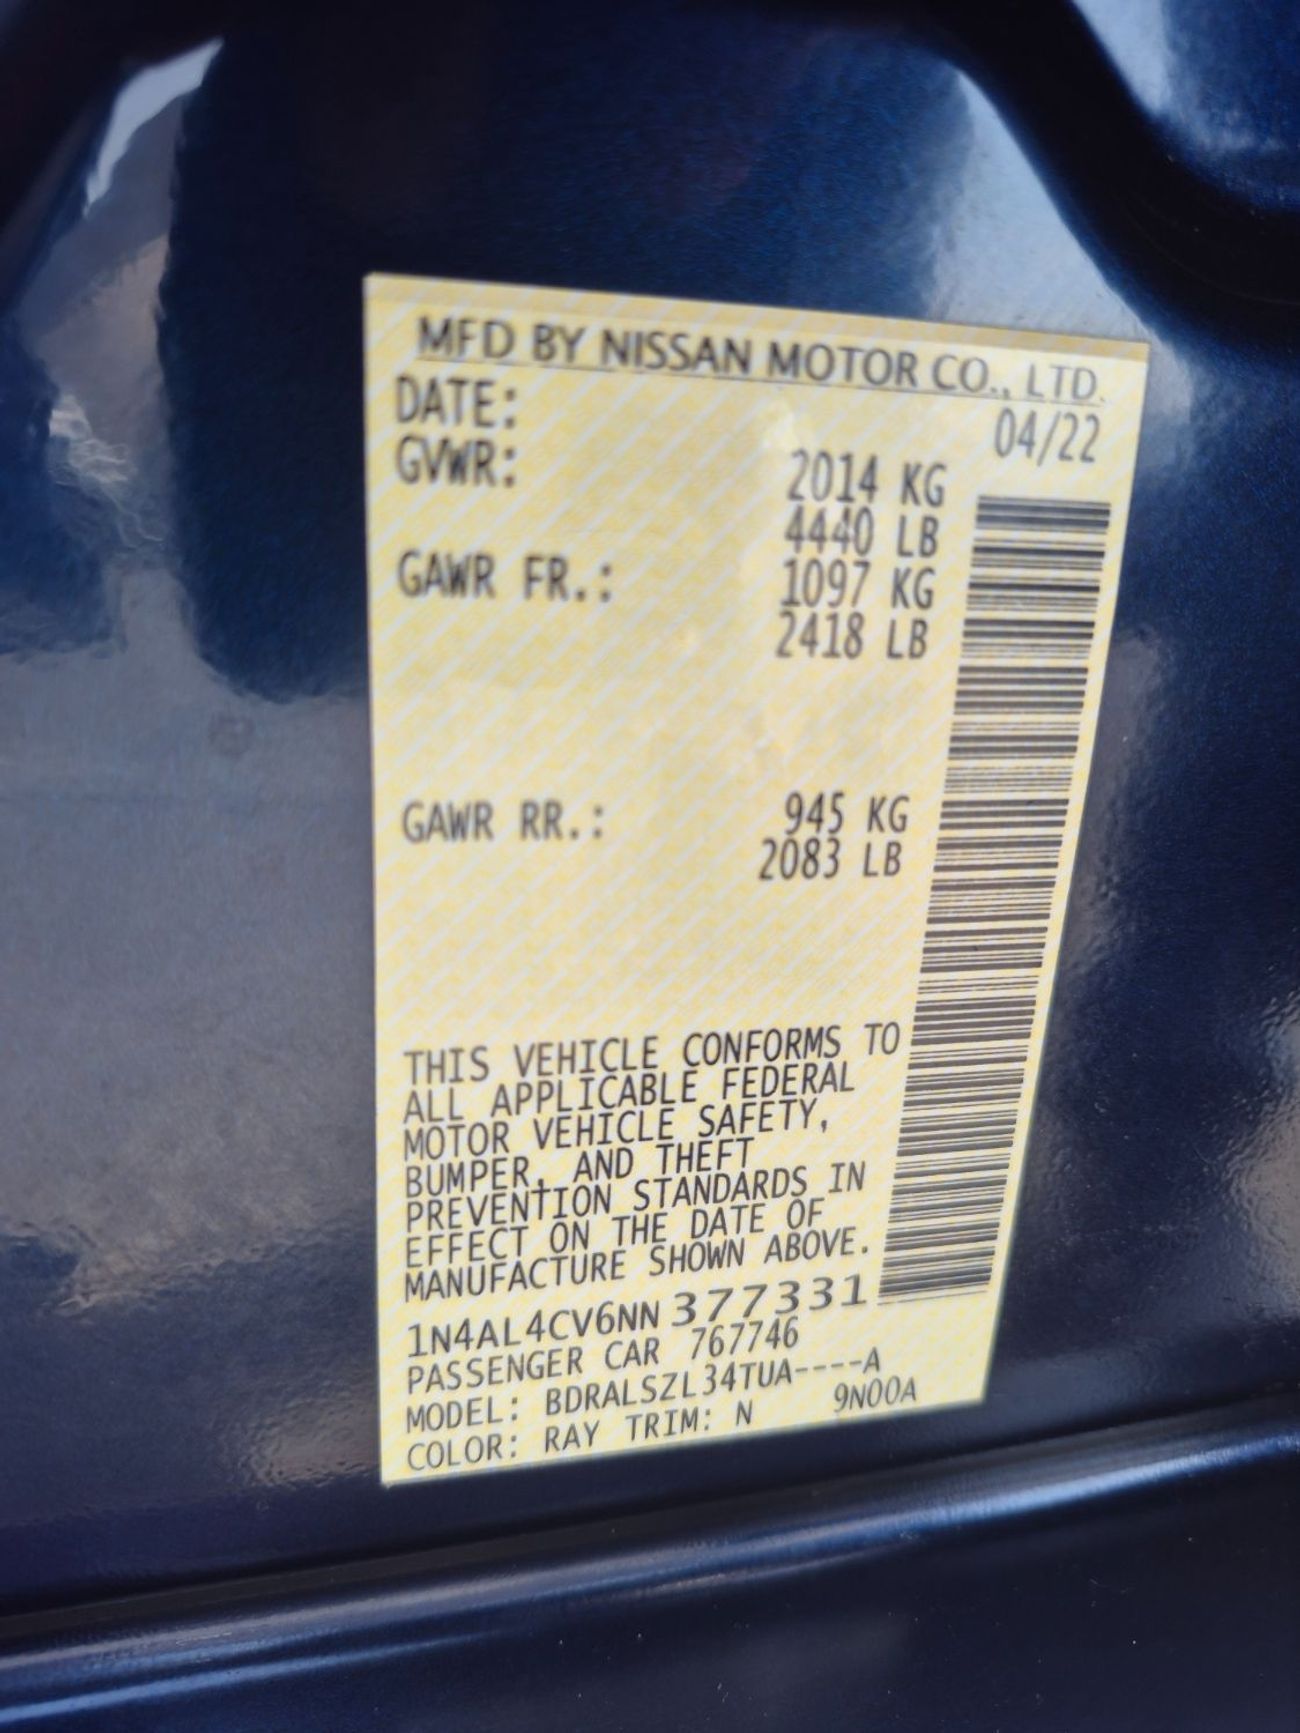 MFD BY NISSAN MOTOR CO., LTD.
DATE: 04/22
GVWR: 2014 KG
4440 LB
GAWR FR.: 1097 KG
2418 LB
GAWR RR.: 945 KG
2083 LB
THIS VEHICLE CONFORMS TO
ALL APPLICABLE FEDERAL
MOTOR VEHICLE SAFETY,
BUMPER, AND THEFT
PREVENTION STANDARDS IN
EFFECT ON THE DATE OF
MANUFACTURE SHOWN ABOVE.
1N4AL4CV6NN 377331
PASSENGER CAR 767746
MODEL: BDRALSZL34TUA----A
COLOR: RAY TRIM: N 9N00A